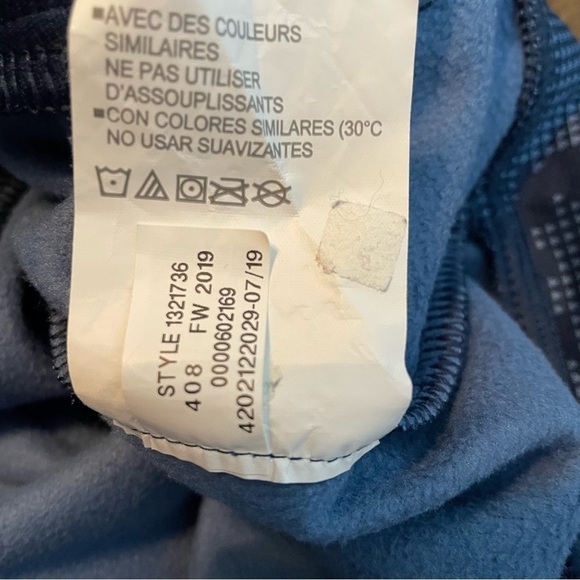 ▪AVEC DES COULEURS
SIMILAIRES
NE PAS UTILISER
D'ASSOUPLISSANTS
▪CON COLORES SIMILARES (30°C
NO USAR SUAVIZANTES
STYLE 1321736
408 FW 2019
0000602169
4202122029-07/19